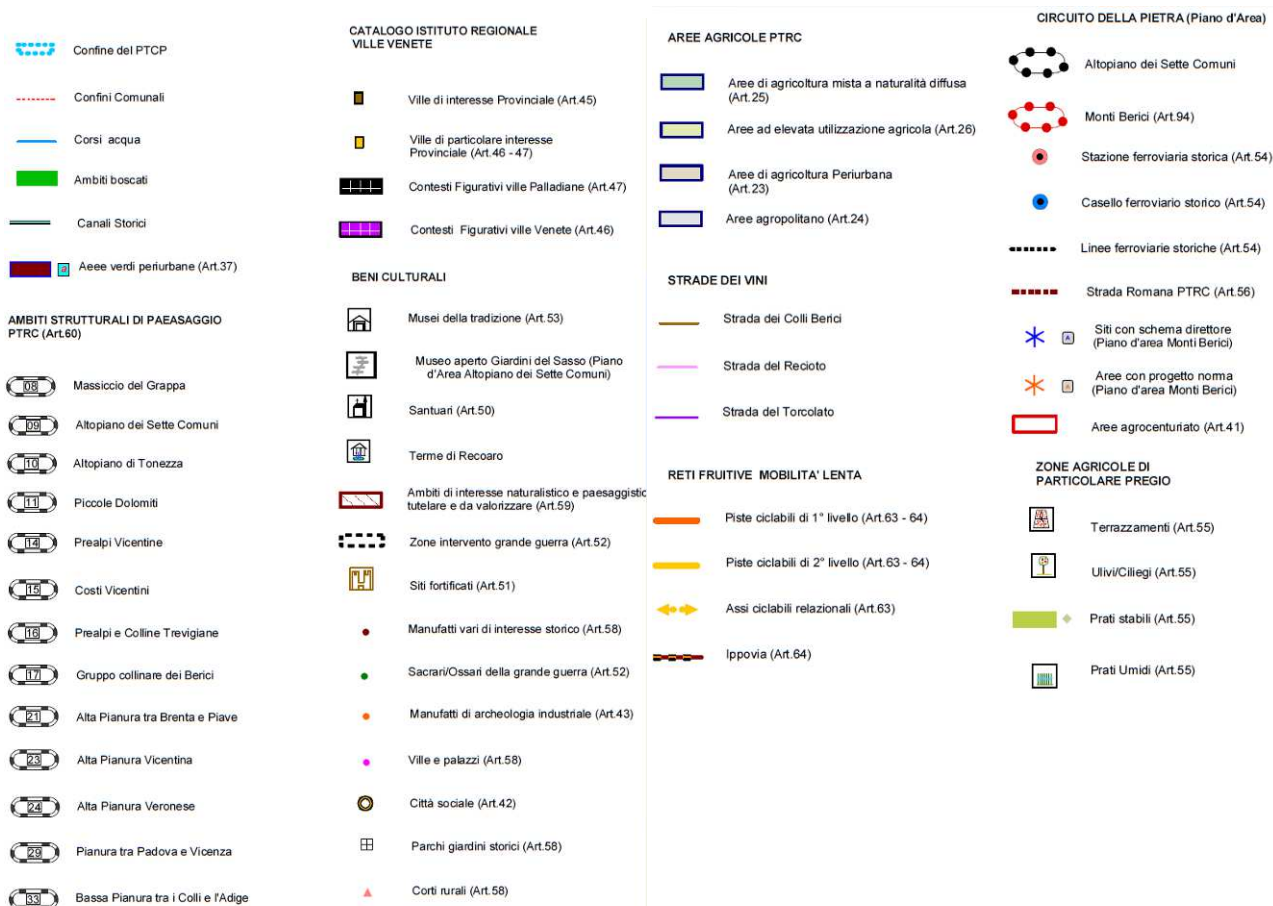 Confine del PTCP
Confini Comunali
Corsi acqua
Ambiti boscati
Canali Storici
a Aeee verdi periurbane (Art.37)
AMBITI STRUTTURALI DI PAEASAGGIO
PTRC (Art.60)
08 Massiccio del Grappa
09 Altopiano dei Sette Comuni
10 Altopiano di Tonezza
11 Piccole Dolomiti
14 Prealpi Vicentine
15 Costi Vicentini
16 Prealpi e Colline Trevigiane
17 Gruppo collinare dei Berici
21 Alta Pianura tra Brenta e Piave
23 Alta Pianura Vicentina
24 Alta Pianura Veronese
29 Pianura tra Padova e Vicenza
33 Bassa Pianura tra i Colli e l'Adige
CATALOGO ISTITUTO REGIONALE
VILLE VENETE
Ville di interesse Provinciale (Art.45)
Ville di particolare interesse
Provinciale (Art.46 - 47)
Contesti Figurativi ville Palladiane (Art.47)
Contesti Figurativi ville Venete (Art.46)
BENI CULTURALI
Musei della tradizione (Art.53)
Museo aperto Giardini del Sasso (Piano
d'Area Altopiano dei Sette Comuni)
Santuari (Art.50)
Terme di Recoaro
Ambiti di interesse naturalistico e paesaggistic
tutelare e da valorizzare (Art.59)
Zone intervento grande guerra (Art.52)
Siti fortificati (Art.51)
Manufatti vari di interesse storico (Art.58)
Sacrari/Ossari della grande guerra (Art.52)
Manufatti di archeologia industriale (Art.43)
Ville e palazzi (Art.58)
Città sociale (Art.42)
Parchi giardini storici (Art.58)
Corti rurali (Art.58)
AREE AGRICOLE PTRC
Aree di agricoltura mista a naturalità diffusa
(Art.25)
Aree ad elevata utilizzazione agricola (Art.26)
Aree di agricoltura Periurbana
(Art.23)
Aree agropolitano (Art.24)
STRADE DEI VINI
Strada dei Colli Berici
Strada del Recioto
Strada del Torcolato
RETI FRUITIVE MOBILITA' LENTA
Piste ciclabili di 1° livello (Art.63 - 64)
Piste ciclabili di 2° livello (Art.63 - 64)
Assi ciclabili relazionali (Art.63)
Ippovia (Art.64)
CIRCUITO DELLA PIETRA (Piano d'Area)
Altopiano dei Sette Comuni
Monti Berici (Art.94)
Stazione ferroviaria storica (Art.54)
Casello ferroviario storico (Art.54)
Linee ferroviarie storiche (Art.54)
Strada Romana PTRC (Art.56)
Siti con schema direttore
(Piano d'area Monti Berici)
Aree con progetto norma
(Piano d'area Monti Berici)
Aree agrocenturiato (Art.41)
ZONE AGRICOLE DI
PARTICOLARE PREGIO
Terrazzamenti (Art.55)
Ulivi/Ciliegi (Art.55)
Prati stabili (Art.55)
Prati Umidi (Art.55)